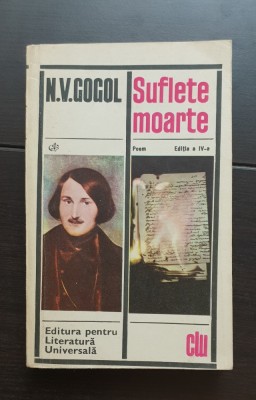 N.V.GOGOL
Suflete
moarte
Poem Ediția a IV-a
Editura pentru
Literatură
Universală
clu